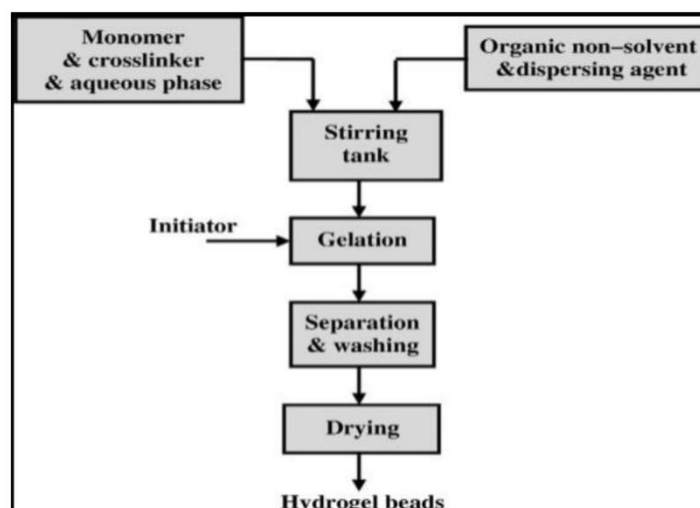 Monomer
& crosslinker
& aqueous phase
Organic non–solvent
&dispersing agent
Stirring
tank
Initiator
Gelation
Separation
& washing
Drying
Hydrogel beads